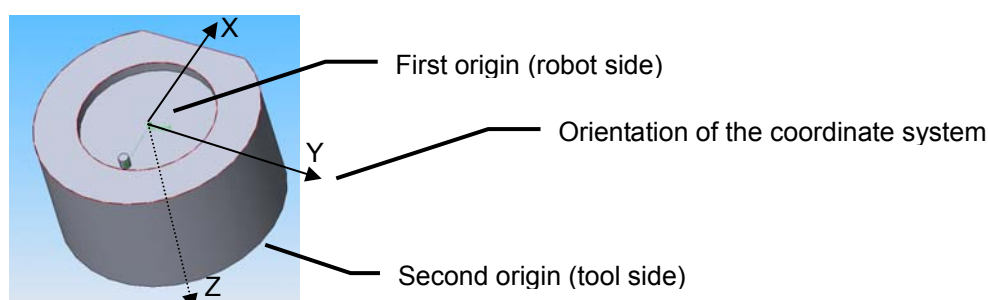 X
First origin (robot side)
Orientation of the coordinate system
Y
Second origin (tool side)
Z